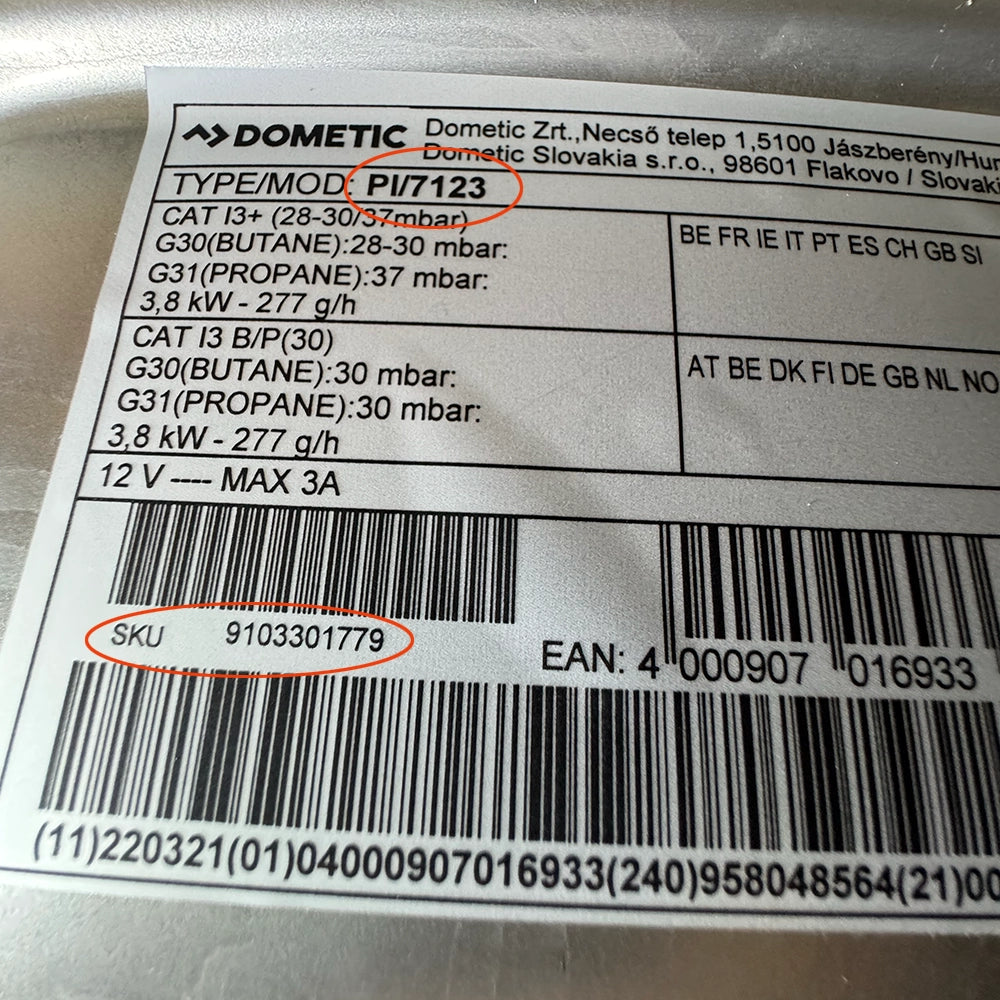 DOMETIC Dometic Zrt.,Necső telep 1,5100 Jászberény/Hun
Dometic Slovakia s.r.o., 98601 Flakovo / Slovaki
TYPE/MOD: PI/7123
CAT I3+ (28-30/37mbar)
G30(BUTANE):28-30 mbar:
G31(PROPANE):37 mbar:
3,8 kW - 277 g/h
BE FR IE IT PT ES CH GB SI
CAT I3 B/P(30)
G30(BUTANE):30 mbar:
G31(PROPANE):30 mbar:
3,8 kW - 277 g/h
AT BE DK FI DE GB NL NO
12 V ---- MAX 3A
SKU 9103301779
EAN: 4 000907 016933
(11)220321(01)04000907016933(240)958048564(21)00